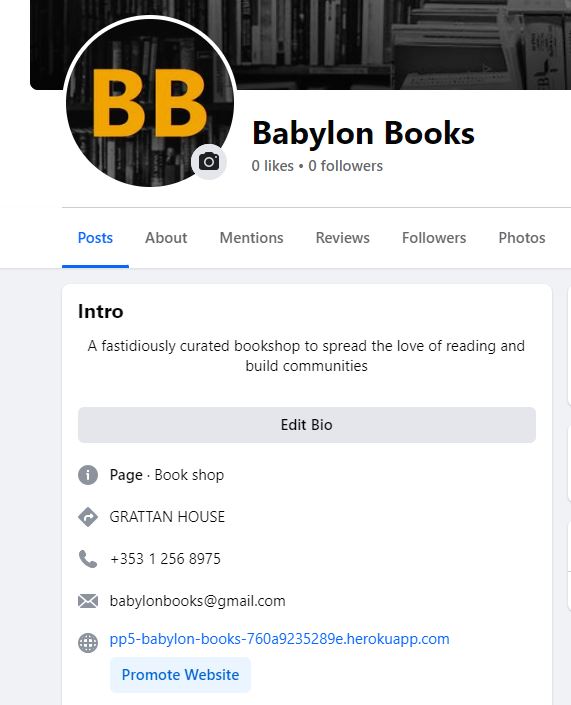 BB
Babylon Books
0 likes • 0 followers
Posts About Mentions Reviews Followers Photos
Intro
A fastidiously curated bookshop to spread the love of reading and
build communities
Edit Bio
Page · Book shop
GRATTAN HOUSE
+353 1 256 8975
babylonbooks@gmail.com
pp5-babylon-books-760a9235289e.herokuapp.com
Promote Website